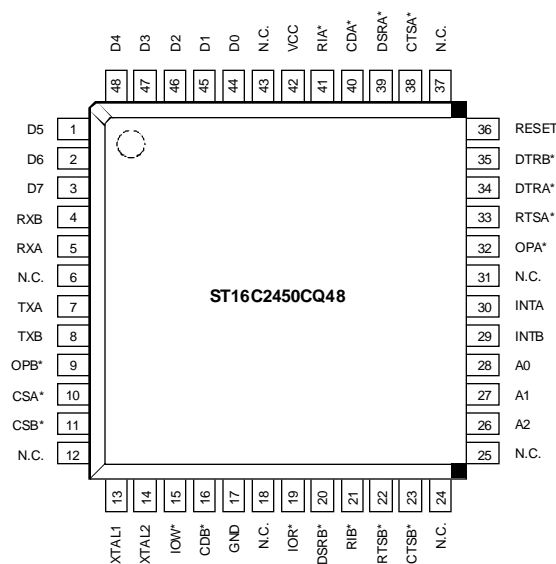 D4 D3 D2 D1 D0 N.C. VCC RIA* CDA* DSRA* CTSA* N.C.
48 47 46 45 44 43 42 41 40 39 38 37
D5 1 36 RESET
D6 2 35 DTRB*
D7 3 34 DTRA*
RXB 4 33 RTSA*
RXA 5 32 OPA*
N.C. 6 31 N.C.
ST16C2450CQ48
TXA 7 30 INTA
TXB 8 29 INTB
OPB* 9 28 A0
CSA* 10 27 A1
CSB* 11 26 A2
N.C. 12 25 N.C.
13 14 15 16 17 18 19 20 21 22 23 24
XTAL1 XTAL2 IOW* CDB* GND N.C. IOR* DSRB* RIB* RTSB* CTSB* N.C.